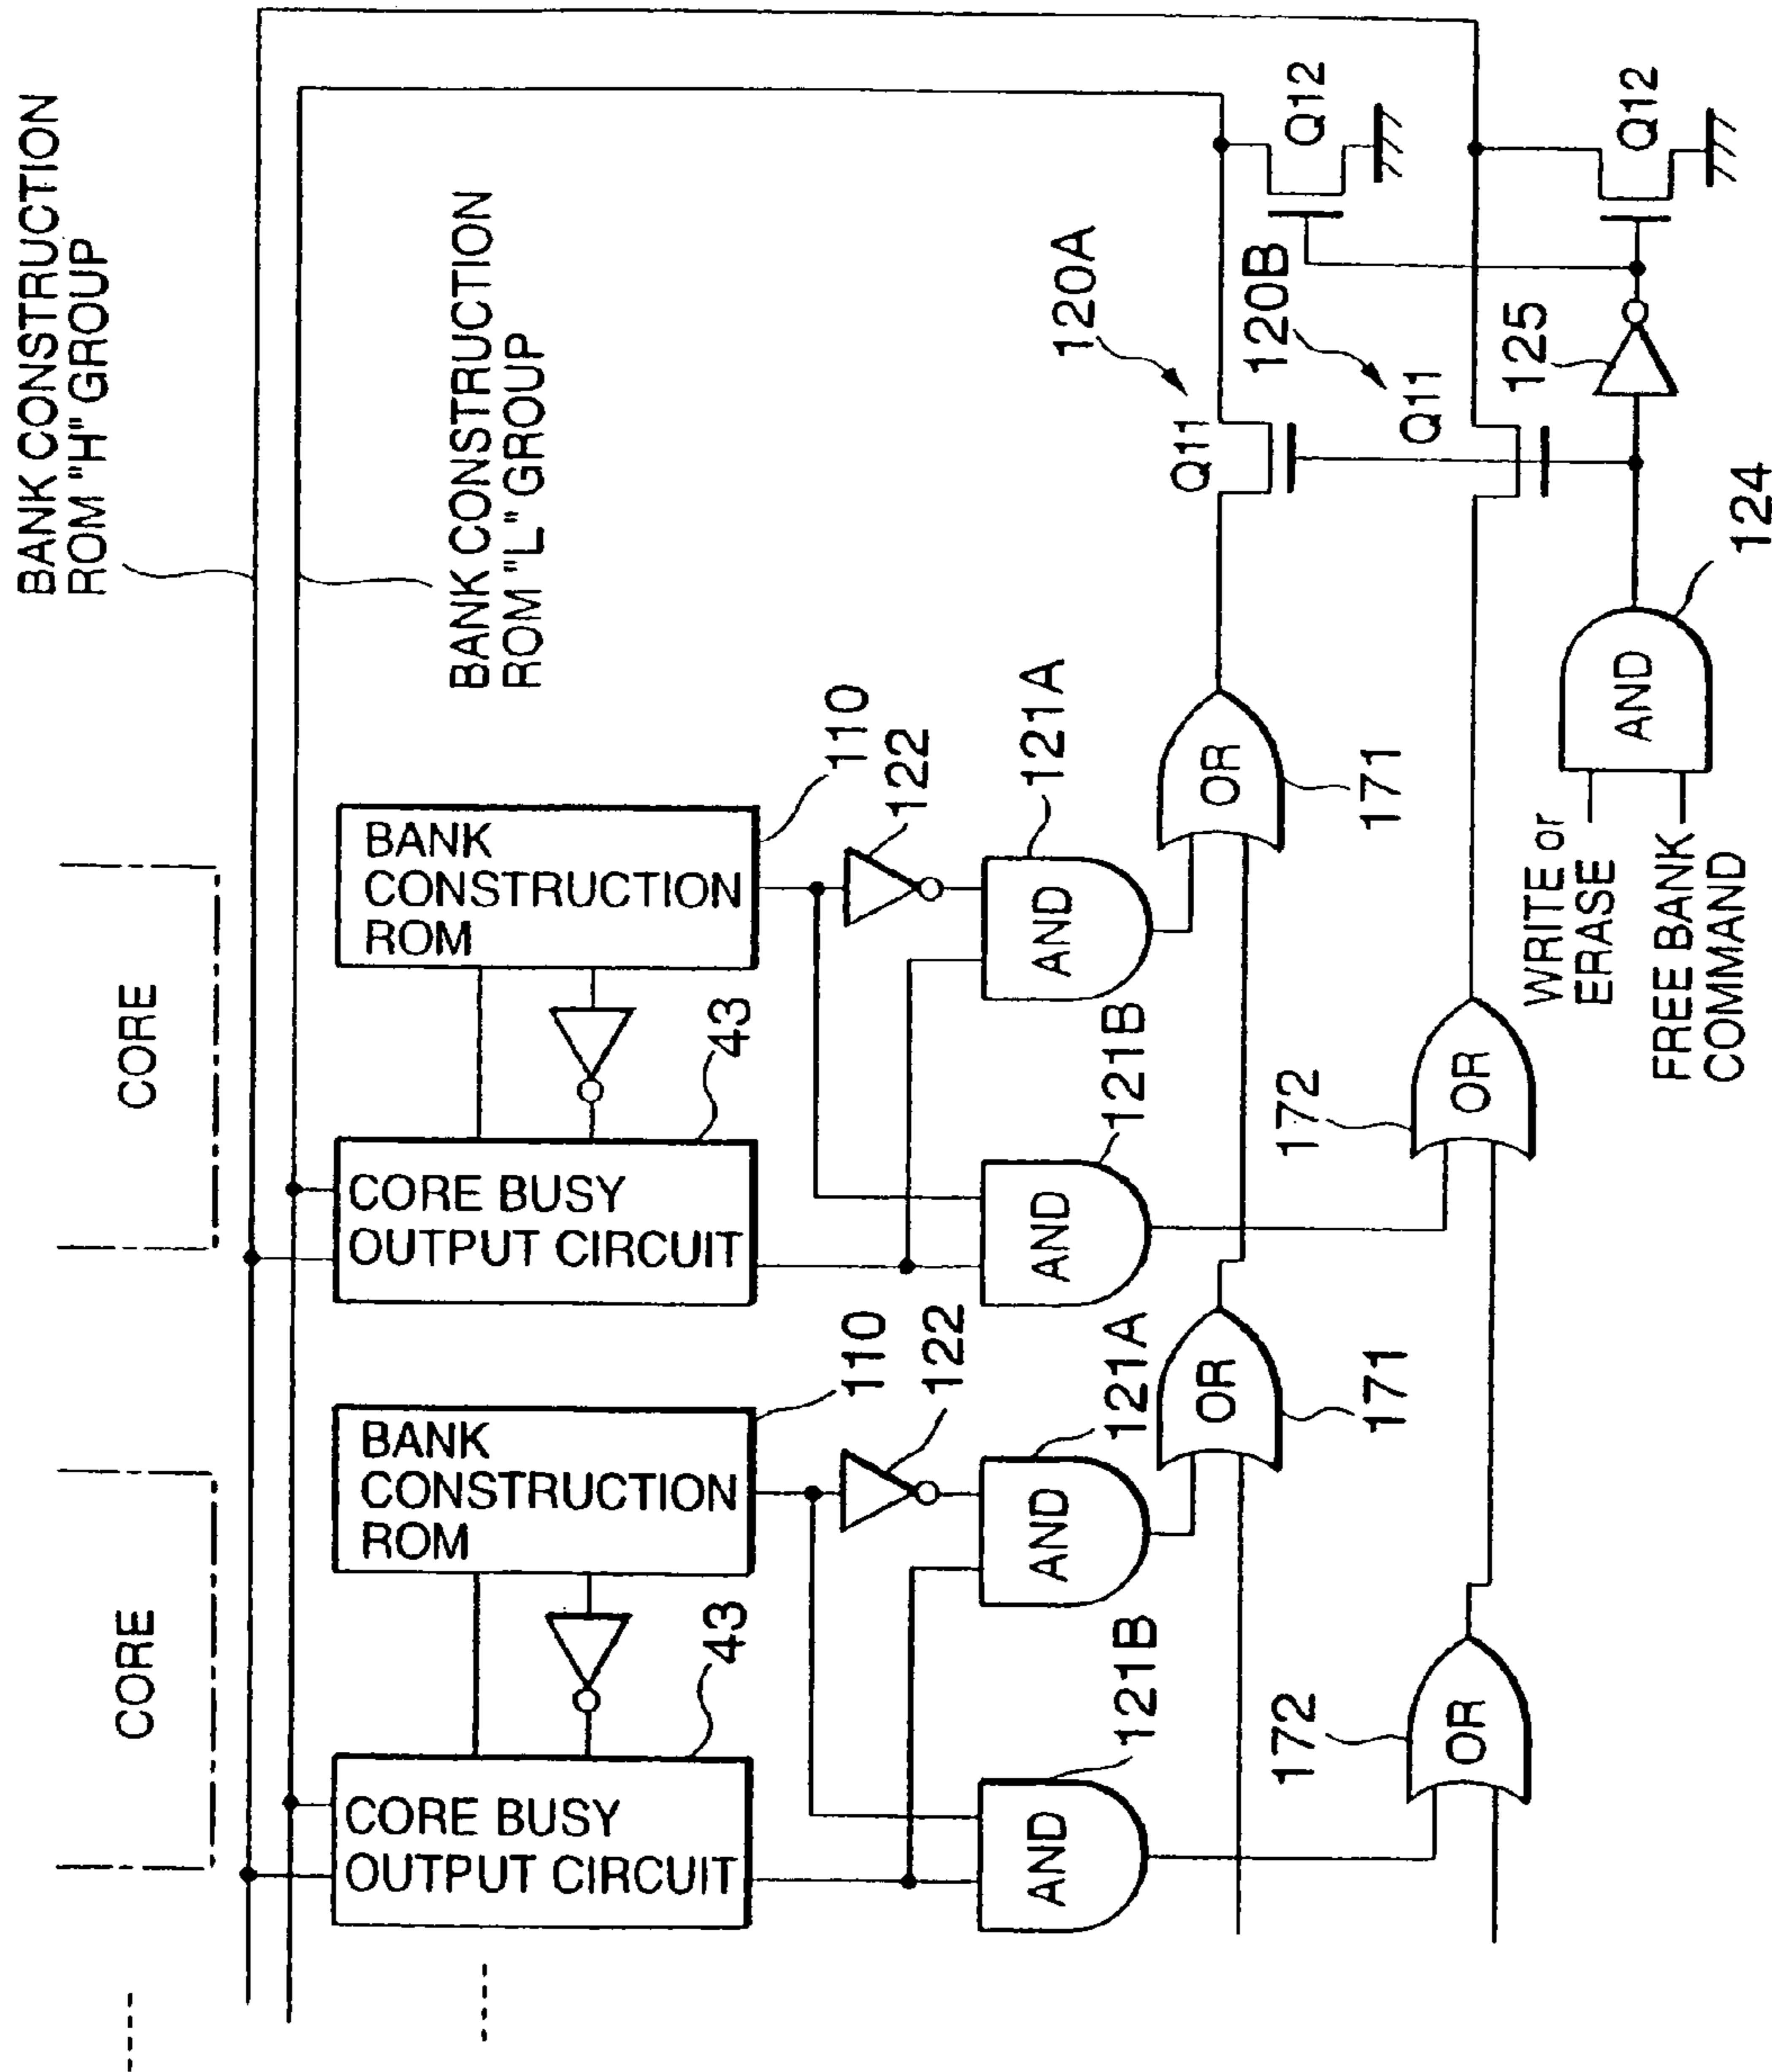 BANK CONSTRUCTION
ROM "H" GROUP
BANK CONSTRUCTION
ROM "L" GROUP
CORE
CORE
BANK
CONSTRUCTION
ROM
110
122
43
CORE BUSY
OUTPUT CIRCUIT
AND
121A
AND
121B
BANK
CONSTRUCTION
ROM
110
122
43
CORE BUSY
OUTPUT CIRCUIT
AND
121A
AND
121B
OR
171
OR
171
OR
172
OR
172
Q11
120A
Q12
Q11
120B
Q12
125
AND
124
WRITE or
ERASE
FREE BANK
COMMAND